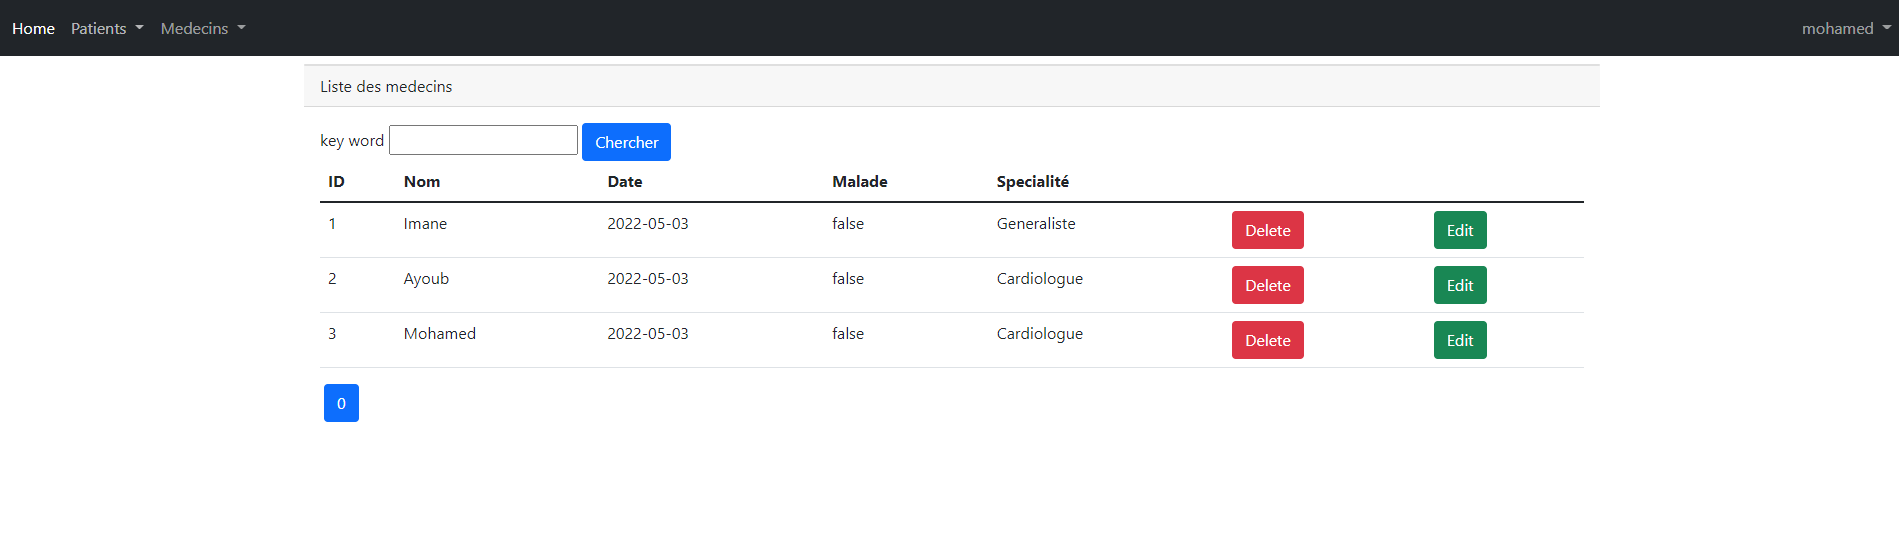 Home Patients Medecins mohamed
Liste des medecins
key word Chercher
ID Nom Date Malade Specialité
1 Imane 2022-05-03 false Generaliste Delete Edit
2 Ayoub 2022-05-03 false Cardiologue Delete Edit
3 Mohamed 2022-05-03 false Cardiologue Delete Edit
0